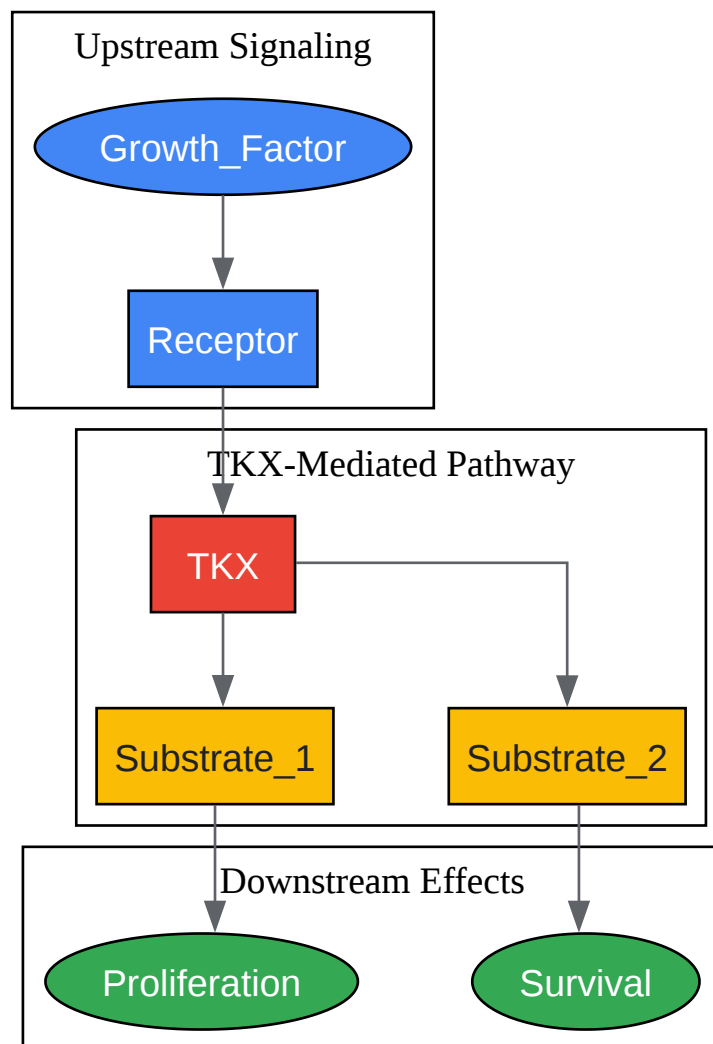 Upstream Signaling
Growth_Factor
Receptor
TKX-Mediated Pathway
TKX
Substrate_1
Substrate_2
Downstream Effects
Proliferation
Survival